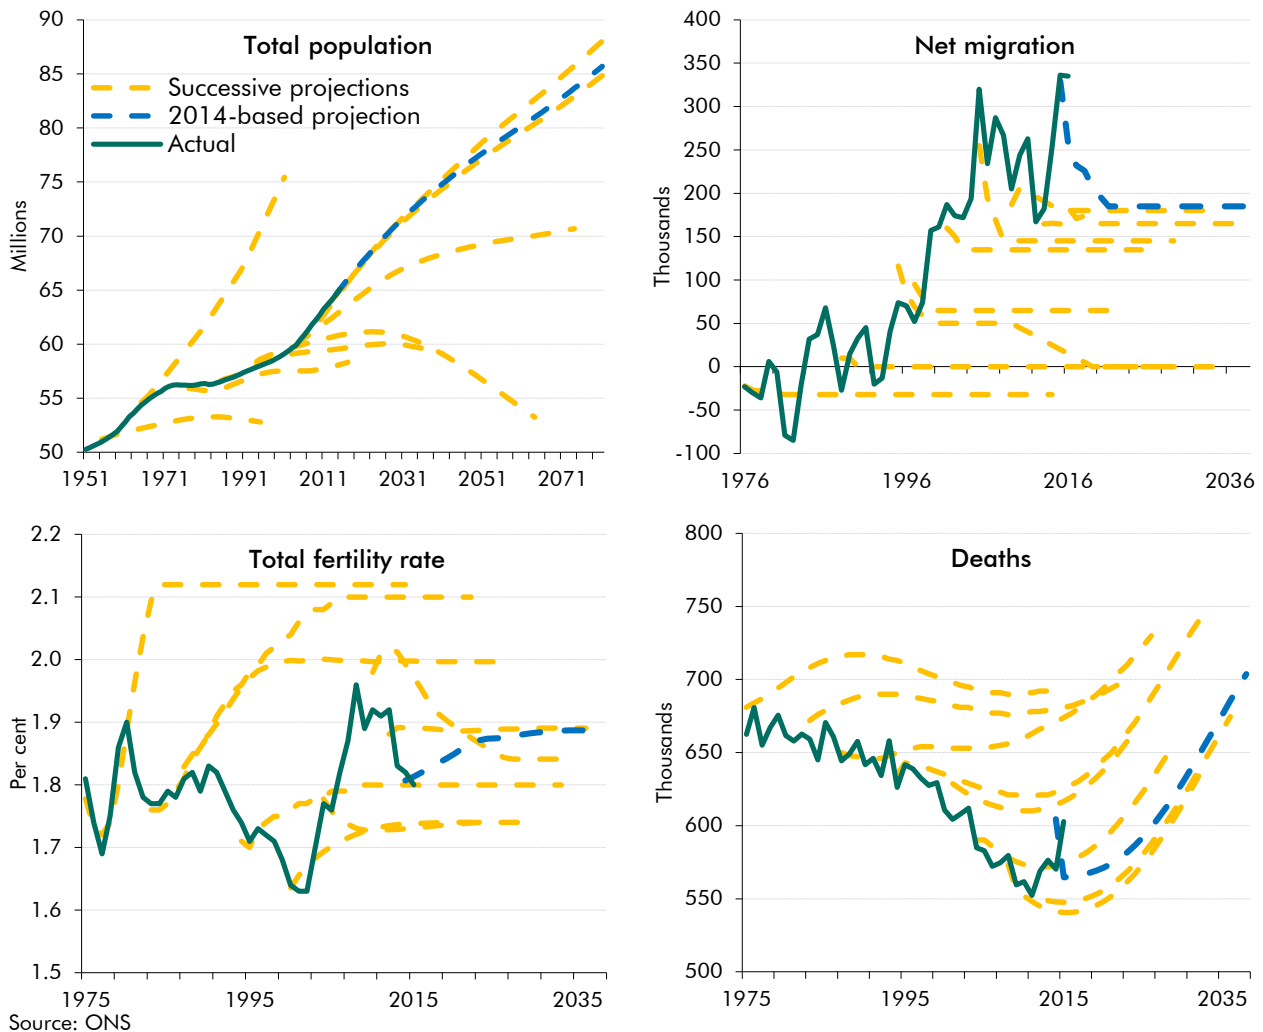 Total population
Successive projections
2014-based projection
Actual
Millions
90
85
80
75
70
65
60
55
50
1951 1971 1991 2011 2031 2051 2071
Net migration
Thousands
400
350
300
250
200
150
100
50
0
-50
-100
1976 1996 2016 2036
Total fertility rate
Per cent
2.2
2.1
2.0
1.9
1.8
1.7
1.6
1.5
1975 1995 2015 2035
Deaths
Thousands
800
750
700
650
600
550
500
1975 1995 2015 2035
Source: ONS